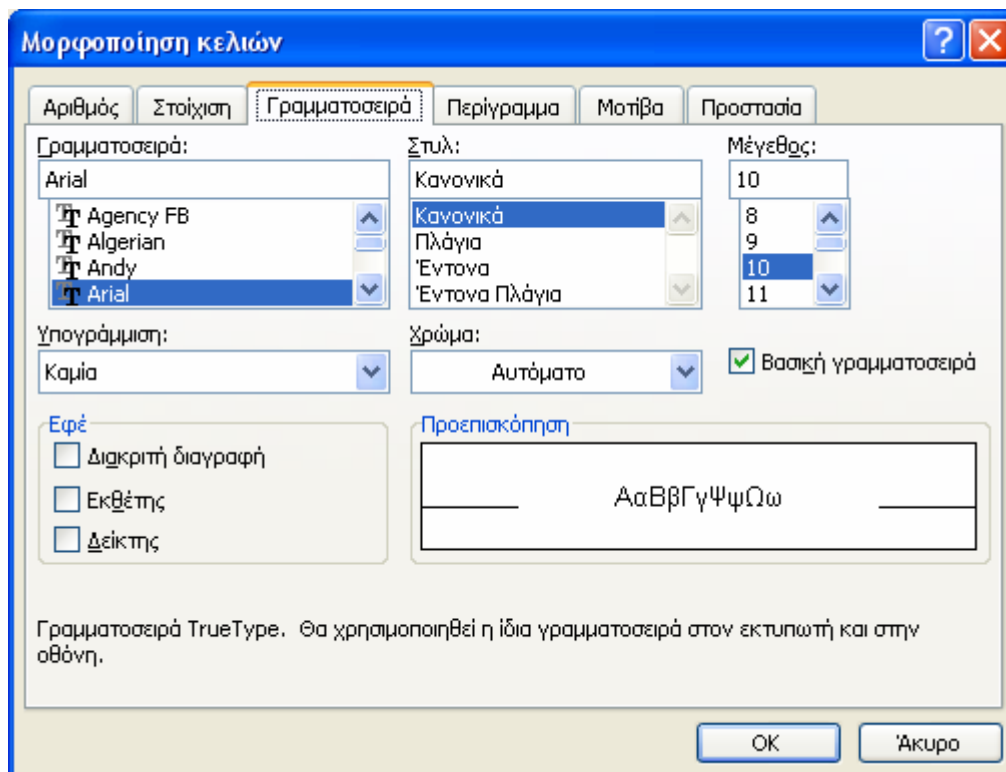 Μορφοποίηση κελιών
Αριθμός Στοίχιση Γραμματοσειρά Περίγραμμα Μοτίβα Προστασία
Γραμματοσειρά: Στυλ: Μέγεθος:
Arial Κανονικά 10
Agency FB Κανονικά 8
Algerian Πλάγια 9
Andy Έντονα 10
Arial Έντονα Πλάγια 11
Υπογράμμιση: Χρώμα:
Καμία Αυτόματο Βασική γραμματοσειρά
Εφέ Προεπισκόπηση
Διακριτή διαγραφή
Εκθέτης ΑαΒβΓγΨψΩω
Δείκτης
Γραμματοσειρά TrueType. Θα χρησιμοποιηθεί η ίδια γραμματοσειρά στον εκτυπωτή και στην
οθόνη.
OK Άκυρο